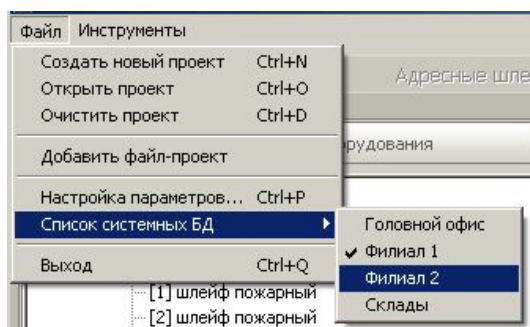 Файл Инструменты
Создать новый проект Ctrl+N
Открыть проект Ctrl+O
Очистить проект Ctrl+D
Добавить файл-проект
Настройка параметров... Ctrl+P
Список системных БД
Выход Ctrl+Q
Головной офис
Филиал 1
Филиал 2
Склады
Адресные шле
орудования
[1] шлейф пожарный
[2] шлейф пожарный